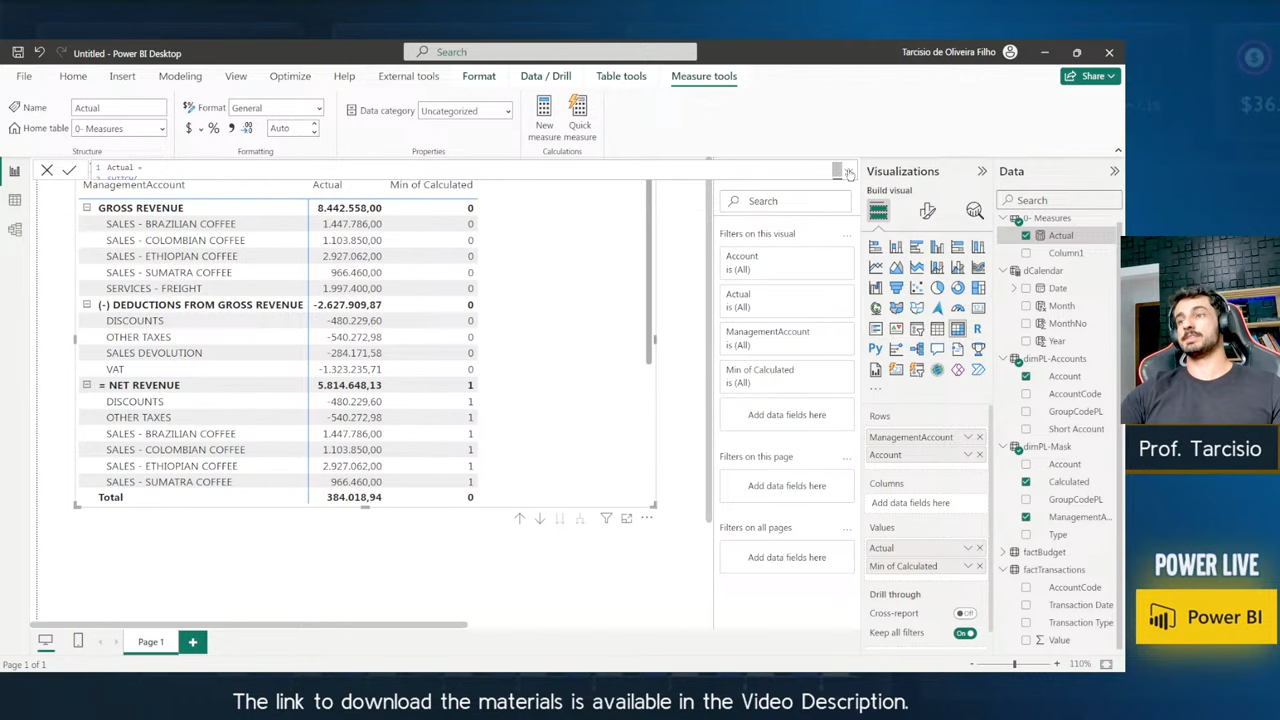 Untitled - Power BI Desktop
Search
Tarcisio de Oliveira Filho
File Home Insert Modeling View Optimize Help External tools Format Data / Drill Table tools Measure tools
Share
Name Actual
Format General
Data category Uncategorized
New measure
Quick measure
Home table 0- Measures
$ % Auto
Structure
Formatting
Properties
Calculations
1 Actual =
ManagementAccount Actual Min of Calculated
GROSS REVENUE 8.442.558,00 0
SALES - BRAZILIAN COFFEE 1.447.786,00 0
SALES - COLOMBIAN COFFEE 1.103.850,00 0
SALES - ETHIOPIAN COFFEE 2.927.062,00 0
SALES - SUMATRA COFFEE 966.460,00 0
SERVICES - FREIGHT 1.997.400,00 0
(-) DEDUCTIONS FROM GROSS REVENUE -2.627.909,87 0
DISCOUNTS -480.229,60 0
OTHER TAXES -540.272,98 0
SALES DEVOLUTION -284.171,58 0
VAT -1.323.235,71 0
= NET REVENUE 5.814.648,13 1
DISCOUNTS -480.229,60 1
OTHER TAXES -540.272,98 1
SALES - BRAZILIAN COFFEE 1.447.786,00 1
SALES - COLOMBIAN COFFEE 1.103.850,00 1
SALES - ETHIOPIAN COFFEE 2.927.062,00 1
SALES - SUMATRA COFFEE 966.460,00 1
Total 384.018,94 0
Search
Filters on this visual
Account
is (All)
Actual
is (All)
ManagementAccount
is (All)
Min of Calculated
is (All)
Add data fields here
Filters on this page
Add data fields here
Filters on all pages
Add data fields here
Visualizations
Build visual
Rows
ManagementAccount
Account
Columns
Add data fields here
Values
Actual
Min of Calculated
Drill through
Cross-report Off
Keep all filters On
Data
Search
0- Measures
Actual
Column1
dCalendar
Date
Month
MonthNo
Year
dimPL-Accounts
Account
AccountCode
GroupCodePL
Short Account
dimPL-Mask
Account
Calculated
GroupCodePL
ManagementA...
Type
factBudget
factTransactions
AccountCode
Transaction Date
Transaction Type
Value
Page 1
Page 1 of 1
110%
Prof. Tarcisio
POWER LIVE
Power BI
The link to download the materials is available in the Video Description.